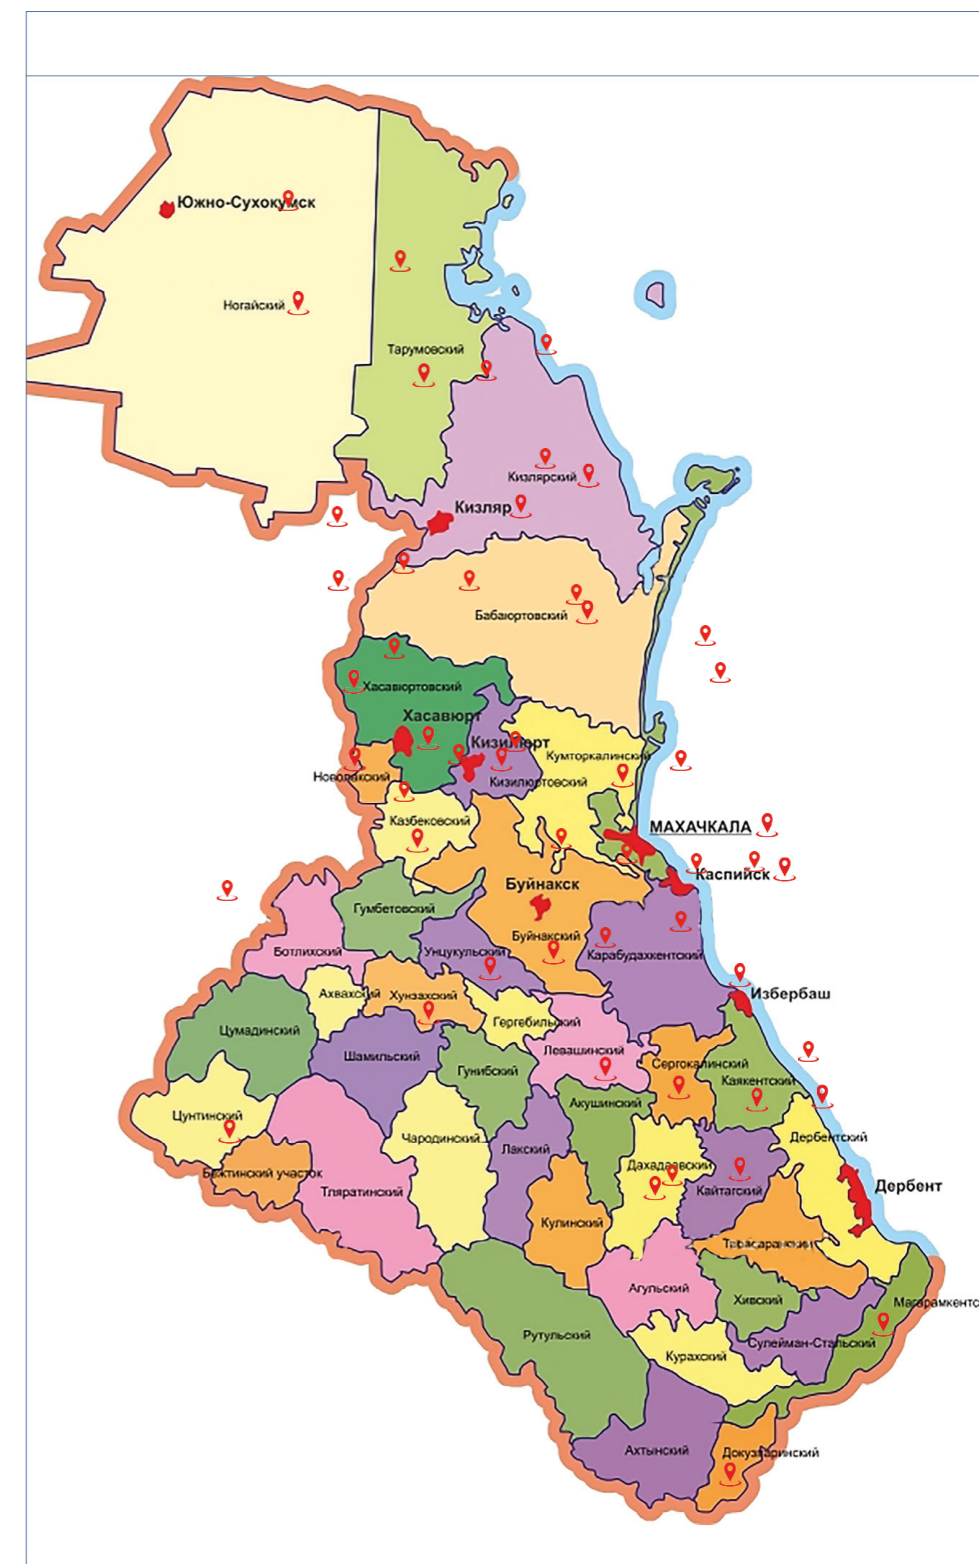 Южно-Сухокумск
Ногайский
Тарумовский
Кизлярский
Кизляр
Бабаюртовский
Хасавюртовский
Хасавюрт
Кизилюрт
Кумторкалинский
Новолакский
Кизилюртовский
Казбековский
МАХАЧКАЛА
Каспийск
Буйнакск
Гумбетовский
Буйнакский
Ботлихский
Унцукульский
Карабудахкентский
Ахвахский
Хунзахский
Избербаш
Гергебильский
Цумадинский
Левашинский
Шамильский
Сергокалинский
Гунибский
Каякентский
Акушинский
Цунтинский
Чародинский
Дербентский
Лакский
Дахадаевский
Бежтинский участок
Тляратинский
Кайтагский
Дербент
Кулинский
Табасаранский
Агульский
Хивский
Магарамкентс
Рутульский
Сулейман-Стальский
Курахский
Ахтынский
Докузпаринский